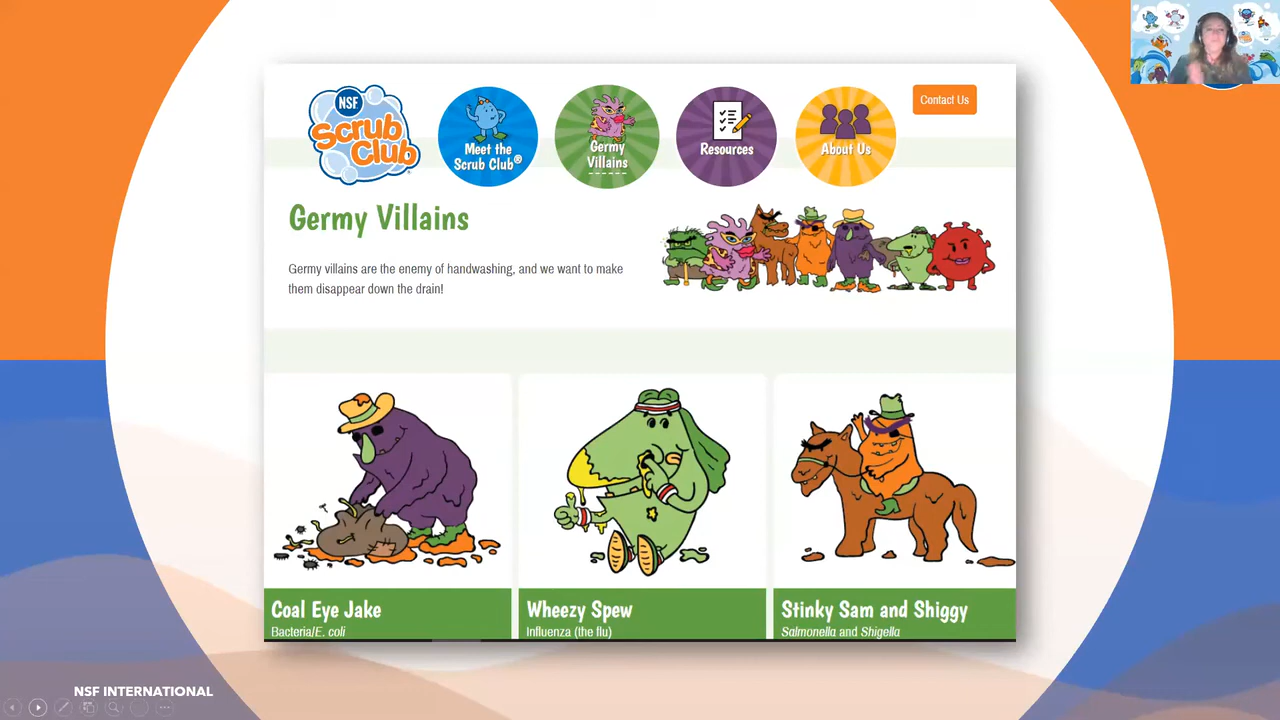 NSF
Scrub
Club
Meet the
Scrub Club®
Germy
Villains
Resources
About Us
Contact Us
Germy Villains
Germy villains are the enemy of handwashing, and we want to make
them disappear down the drain!
Coal Eye Jake
Bacteria/E. coli
Wheezy Spew
Influenza (the flu)
Stinky Sam and Shiggy
Salmonella and Shigella
NSF INTERNATIONAL